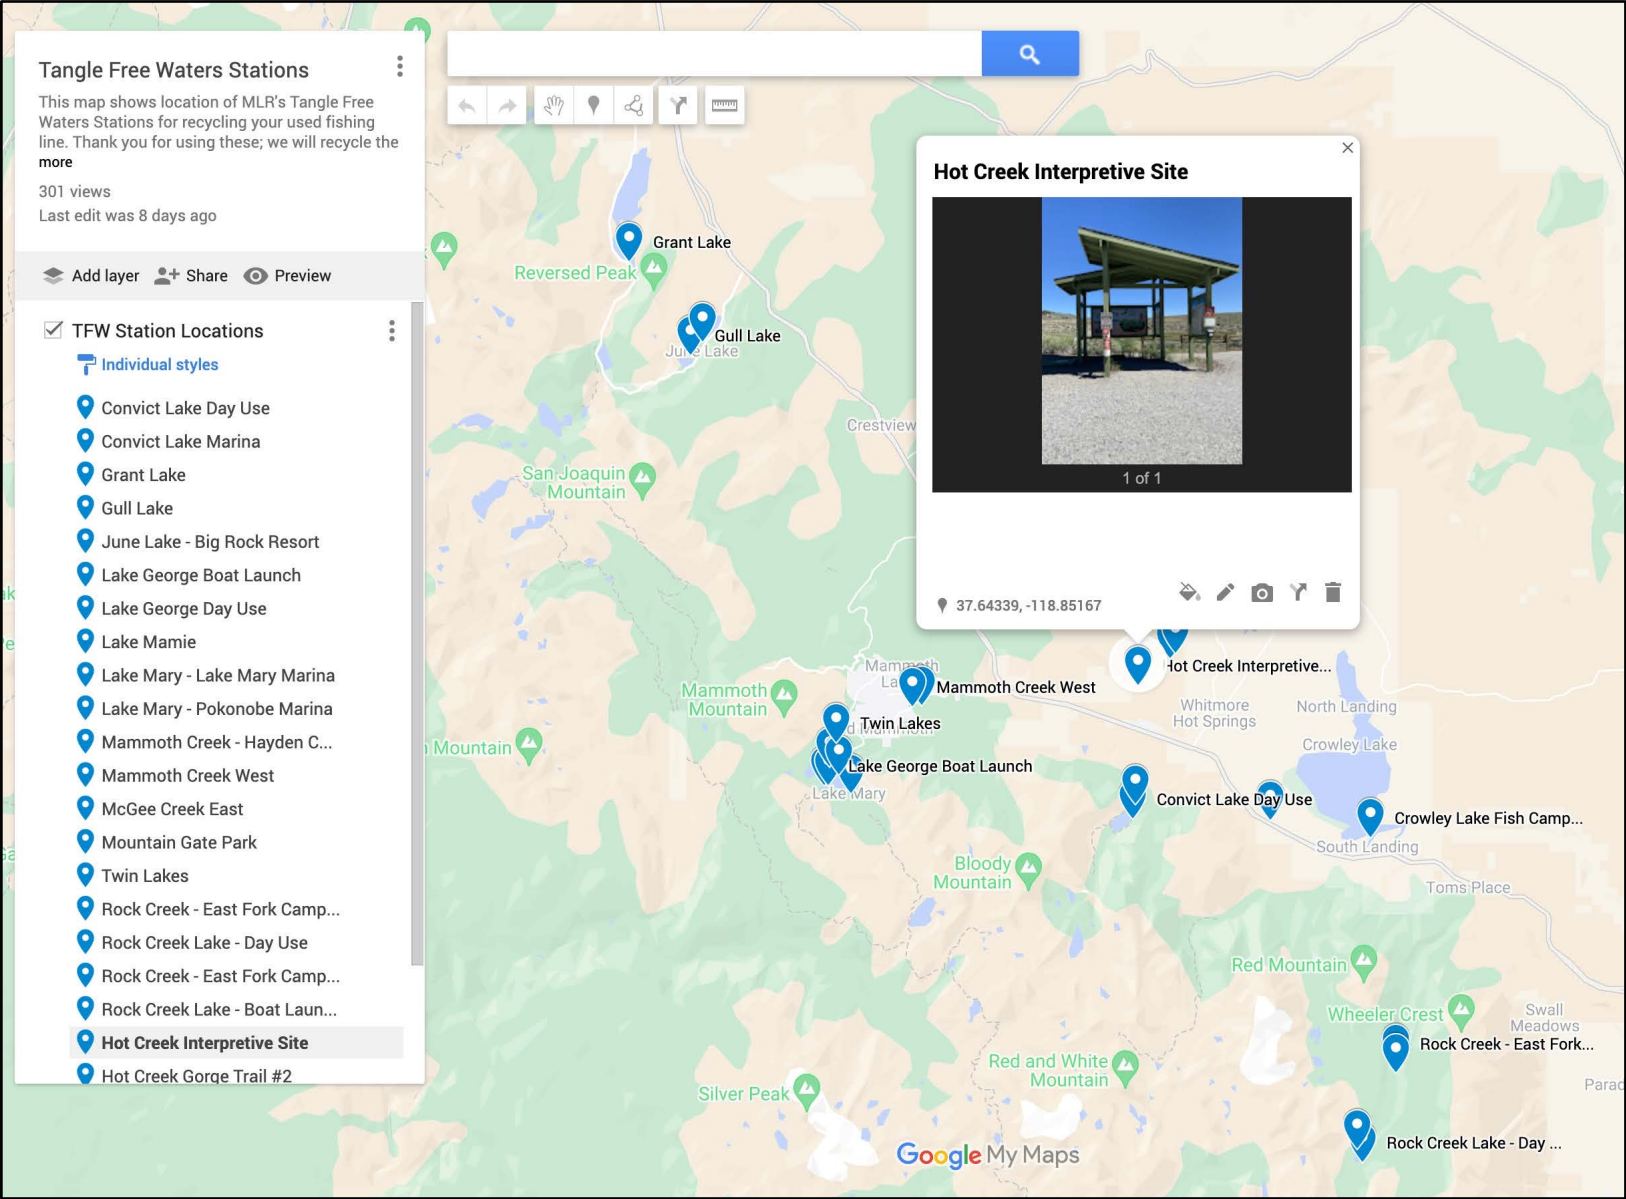 Tangle Free Waters Stations
This map shows location of MLR's Tangle Free
Waters Stations for recycling your used fishing
line. Thank you for using these; we will recycle the
more
301 views
Last edit was 8 days ago
Add layer
Share
Preview
TFW Station Locations
Individual styles
Convict Lake Day Use
Convict Lake Marina
Grant Lake
Gull Lake
June Lake - Big Rock Resort
Lake George Boat Launch
Lake George Day Use
Lake Mamie
Lake Mary - Lake Mary Marina
Lake Mary - Pokonobe Marina
Mammoth Creek - Hayden C...
Mammoth Creek West
McGee Creek East
Mountain Gate Park
Twin Lakes
Rock Creek - East Fork Camp...
Rock Creek Lake - Day Use
Rock Creek - East Fork Camp...
Rock Creek Lake - Boat Laun...
Hot Creek Interpretive Site
Hot Creek Gorge Trail #2
Hot Creek Interpretive Site
1 of 1
37.64339, -118.85167
Grant Lake
Reversed Peak
Gull Lake
June Lake
Crestview
San Joaquin
Mountain
Mammoth
Hot Creek Interpretive...
Mammoth Creek West
Mammoth
Mountain
Whitmore
Hot Springs
North Landing
Twin Lakes
Mammoth
Mountain
Crowley Lake
Lake George Boat Launch
Lake Mary
Convict Lake Day Use
Crowley Lake Fish Camp...
South Landing
Bloody
Mountain
Toms Place
Red Mountain
Wheeler Crest
Swall
Meadows
Rock Creek - East Fork...
Red and White
Mountain
Parad
Silver Peak
Rock Creek Lake - Day ...
Google My Maps